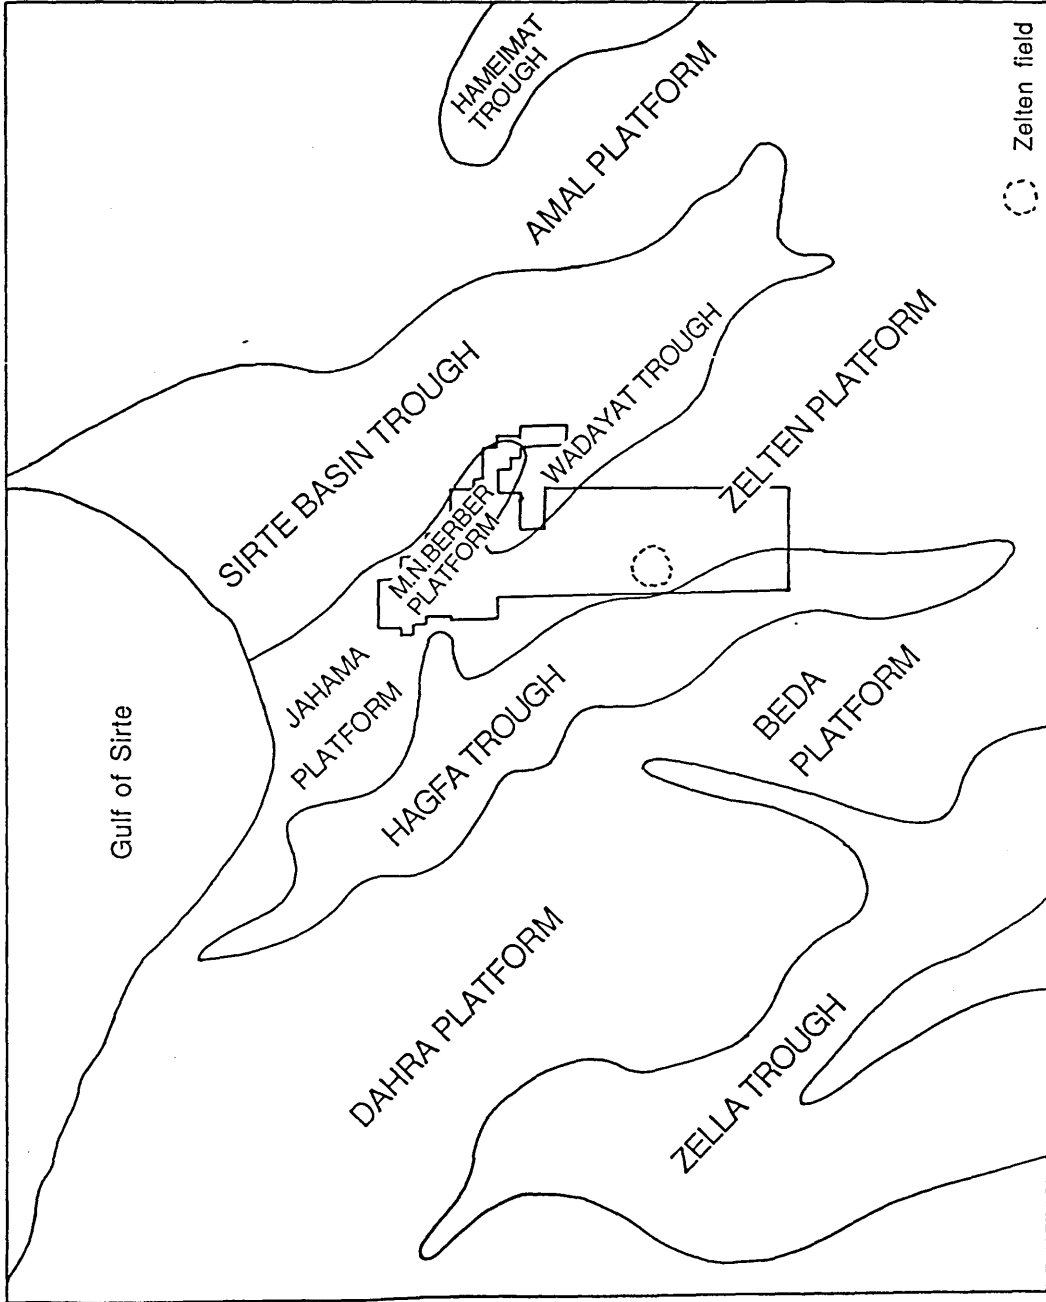 Gulf of Sirte
SIRTE BASIN TROUGH
HAMEIMAT
TROUGH
AMAL PLATFORM
JAHAMA
PLATFORM
M.N.BERBER
PLATFORM
WADAYAT TROUGH
HAGFA TROUGH
ZELTEN PLATFORM
DAHRA PLATFORM
BEDA
PLATFORM
ZELLA TROUGH
Zelten field